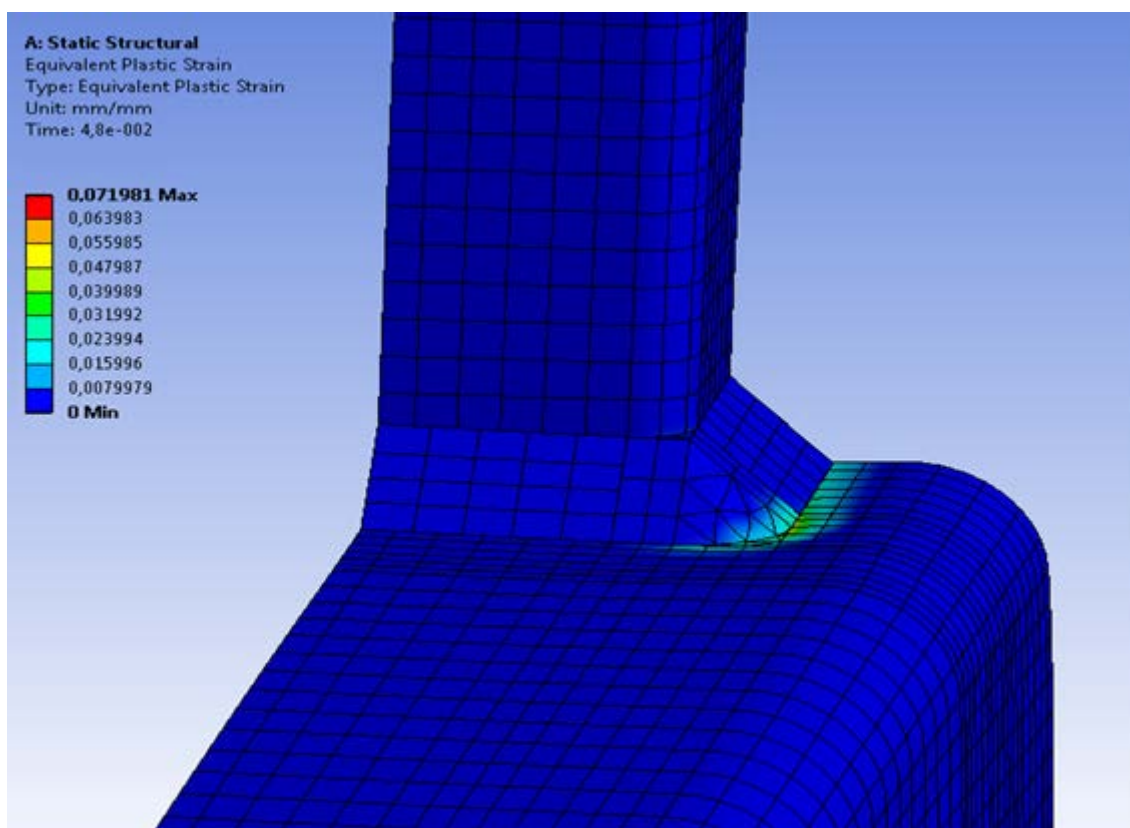 A: Static Structural
Equivalent Plastic Strain
Type: Equivalent Plastic Strain
Unit: mm/mm
Time: 4,8e-002
0.071981 Max
0,063983
0,055985
0,047987
0,039989
0,031992
0,023994
0,015996
0,0079979
0 Min